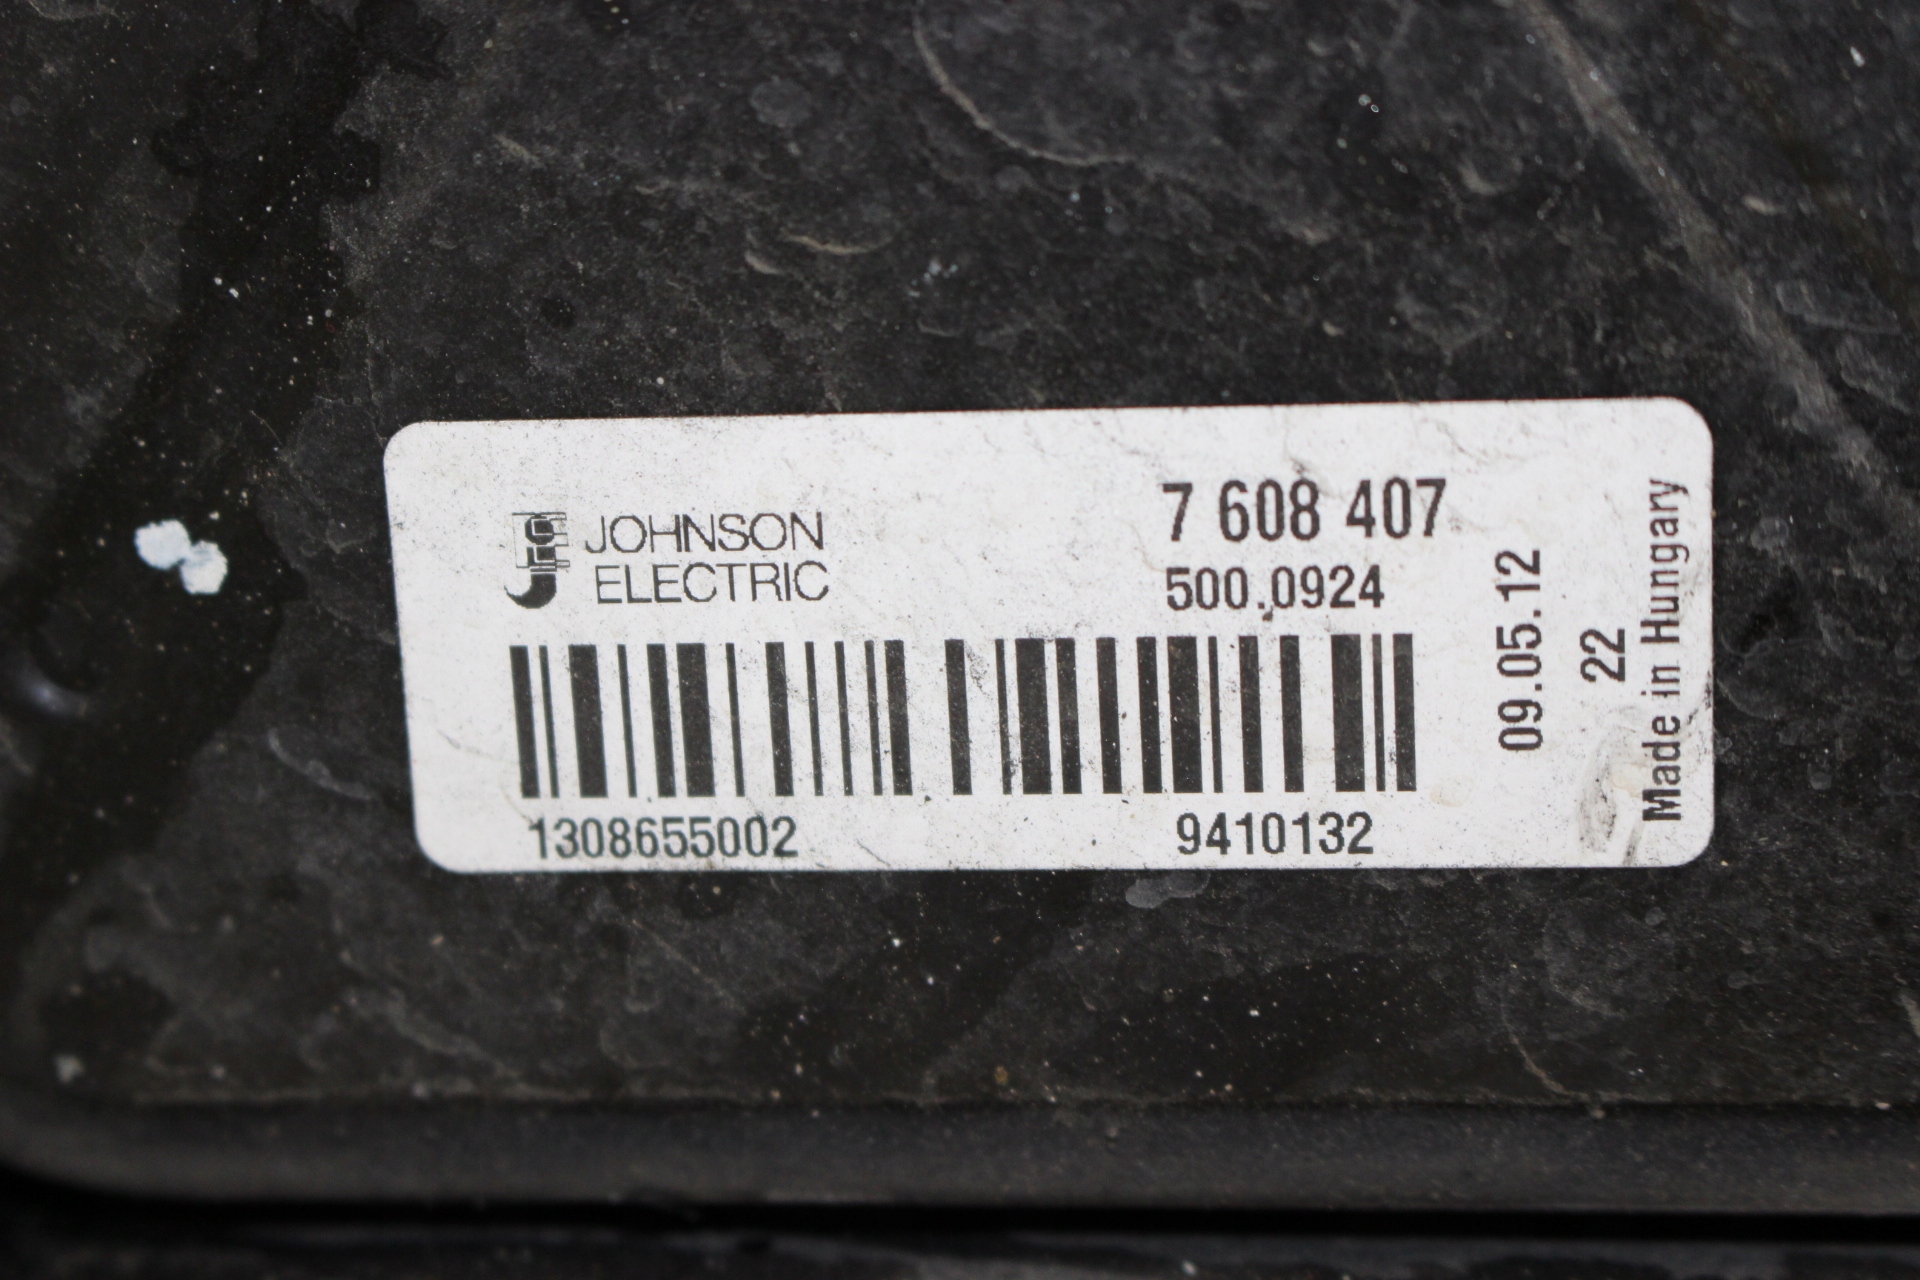 JOHNSON
ELECTRIC
7 608 407
500.0924
1308655002
9410132
09.05.12
22
Made in Hungary